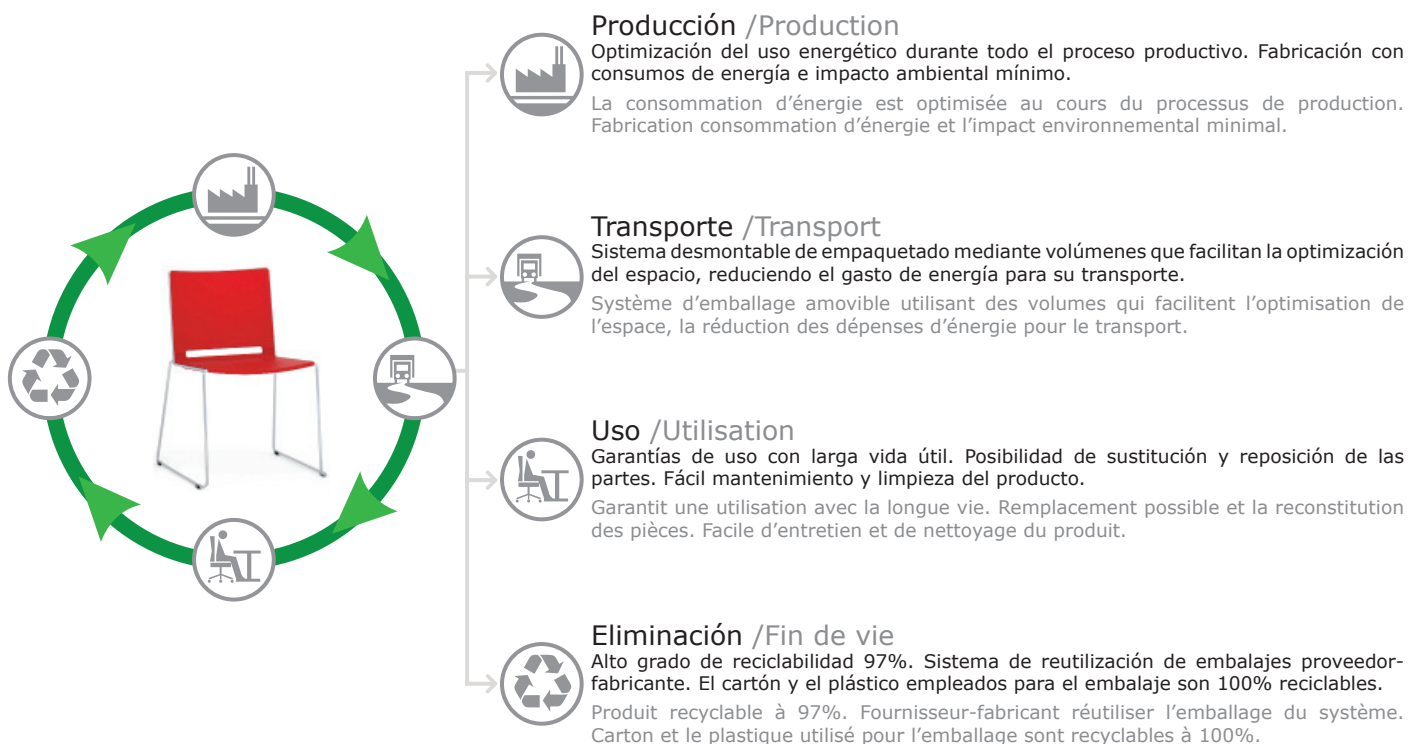 Producción /Production
Optimización del uso energético durante todo el proceso productivo. Fabricación con
consumos de energía e impacto ambiental mínimo.
La consommation d’énergie est optimisée au cours du processus de production.
Fabrication consommation d’énergie et l’impact environnemental minimal.
Transporte /Transport
Sistema desmontable de empaquetado mediante volúmenes que facilitan la optimización
del espacio, reduciendo el gasto de energía para su transporte.
Système d’emballage amovible utilisant des volumes qui facilitent l’optimisation de
l’espace, la réduction des dépenses d’énergie pour le transport.
Uso /Utilisation
Garantías de uso con larga vida útil. Posibilidad de sustitución y reposición de las
partes. Fácil mantenimiento y limpieza del producto.
Garantit une utilisation avec la longue vie. Remplacement possible et la reconstitution
des pièces. Facile d’entretien et de nettoyage du produit.
Eliminación /Fin de vie
Alto grado de reciclabilidad 97%. Sistema de reutilización de embalajes proveedor-
fabricante. El cartón y el plástico empleados para el embalaje son 100% reciclables.
Produit recyclable à 97%. Fournisseur-fabricant réutiliser l’emballage du système.
Carton et le plastique utilisé pour l’emballage sont recyclables à 100%.